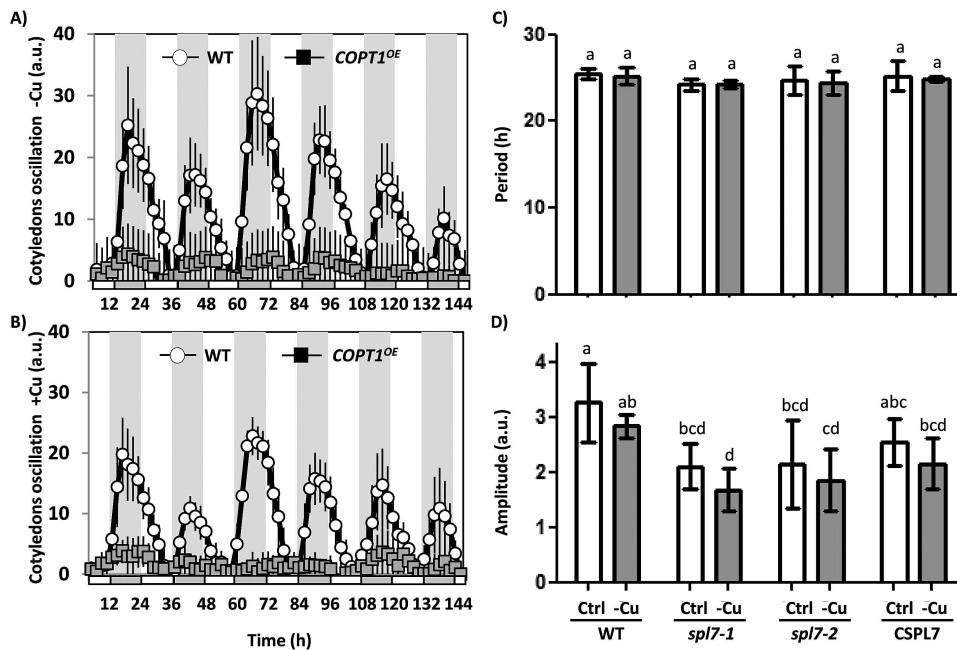 A)
Cotyledons oscillation -Cu (a.u.)
40
30
20
10
0
WT
COPT1OE
12 24 36 48 60 72 84 96 108 120 132 144
B)
Cotyledons oscillation +Cu (a.u.)
40
30
20
10
0
WT
COPT1OE
12 24 36 48 60 72 84 96 108 120 132 144
Time (h)
C)
Period (h)
30
20
10
0
a a a a a a a a
D)
Amplitude (a.u.)
4
3
2
1
0
a ab bcd d bcd cd abc bcd
Ctrl -Cu Ctrl -Cu Ctrl -Cu Ctrl -Cu
WT spl7-1 spl7-2 CSPL7